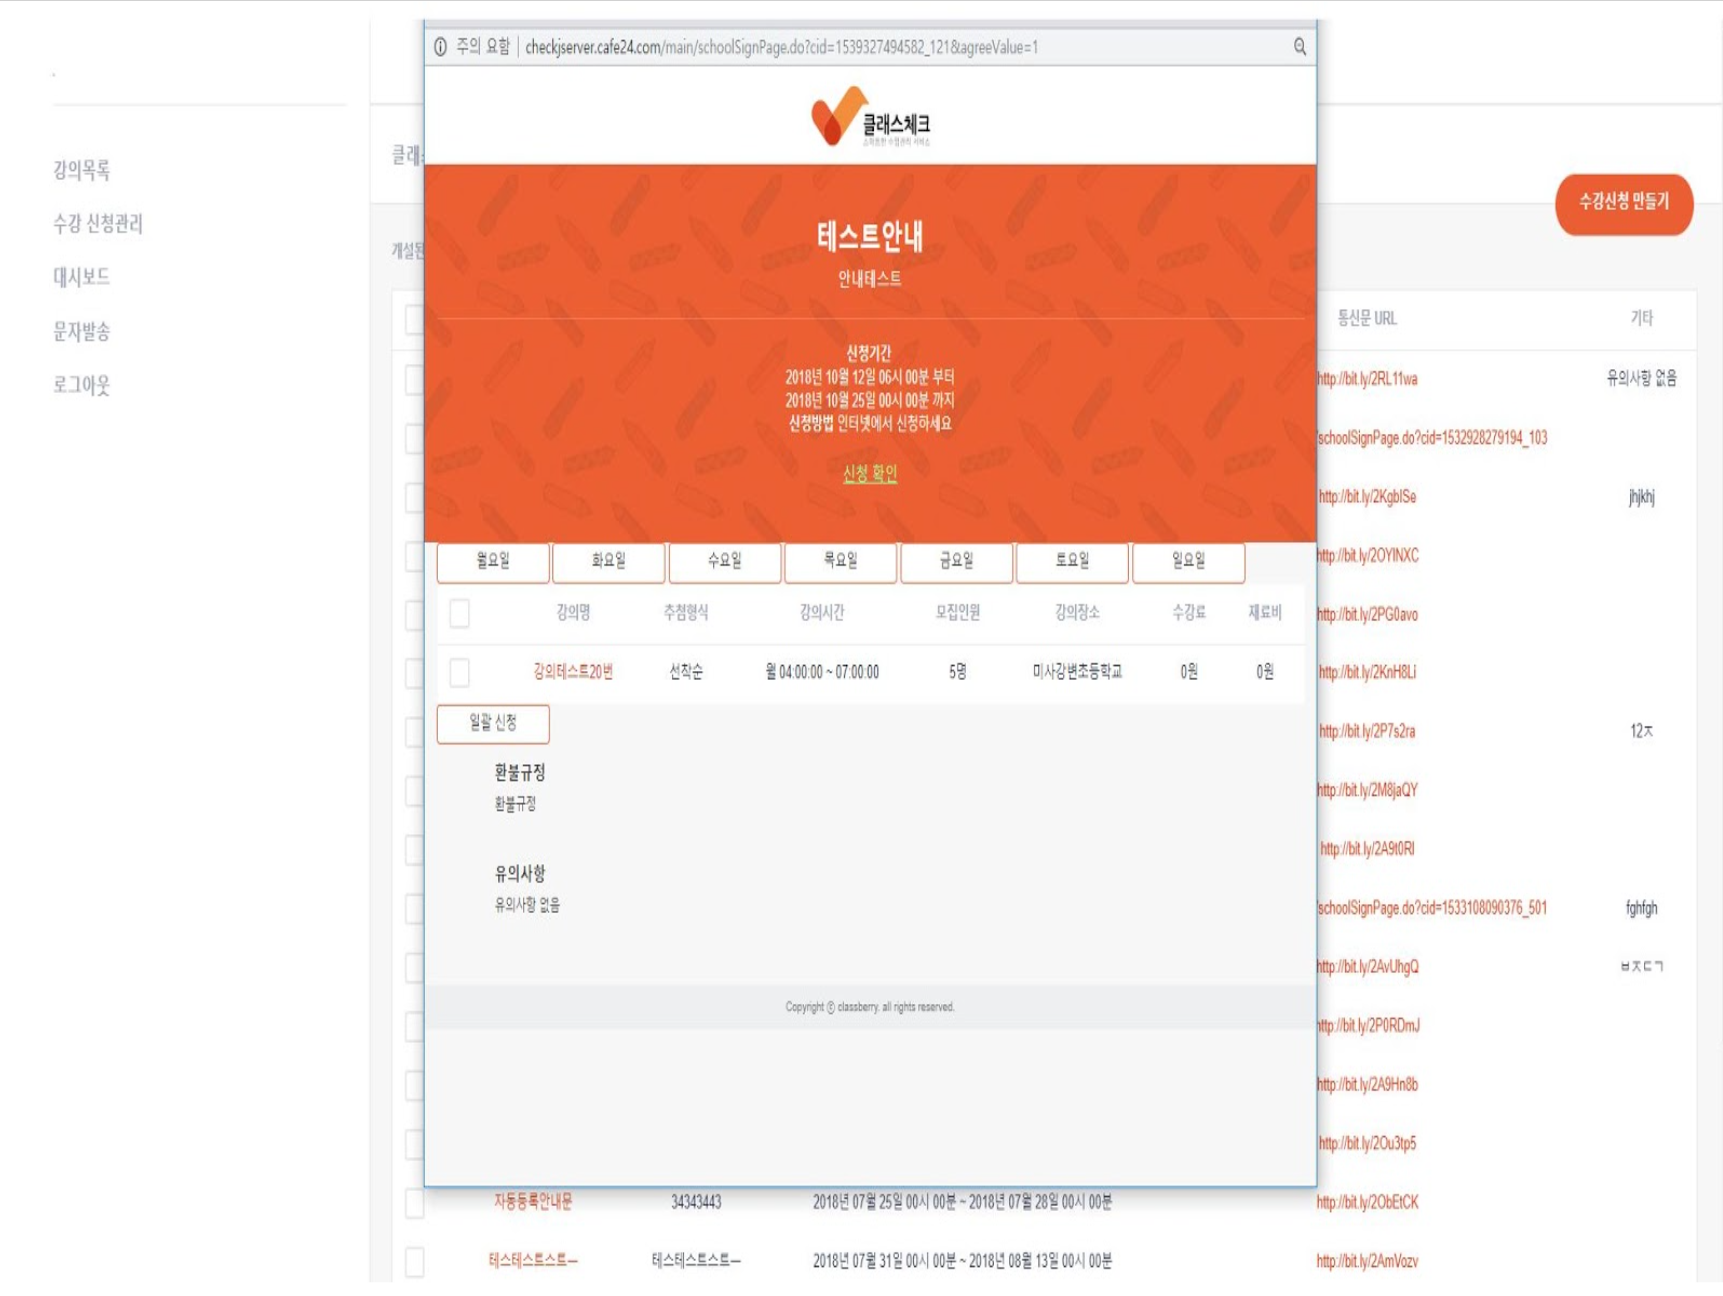 주의 요함 | checkjserver.cafe24.com/main/schoolSignPage.do?cid=1539327494582_121&agreeValue=1
클래스체크
강의목록
수강 신청관리
대시보드
문자발송
로그아웃
수강신청 만들기
테스트안내
안내테스트
신청기간
2018년 10월 12일 06시 00분 부터
2018년 10월 25일 00시 00분 까지
신청방법 인터넷에서 신청하세요
신청 확인
월요일 화요일 수요일 목요일 금요일 토요일 일요일
강의명 추첨형식 강의시간 모집인원 강의장소 수강료 재료비
강의테스트20번 선착순 월 04:00:00 ~ 07:00:00 5명 미사강변초등학교 0원 0원
일괄 신청
환불규정
환불규정
유의사항
유의사항 없음
Copyright ⓒ classberry. all rights reserved.
통신문 URL 기타
http://bit.ly/2RL11wa 유의사항 없음
/schoolSignPage.do?cid=1532928279194_103
http://bit.ly/2KgblSe jhjkhj
http://bit.ly/2OYINXC
http://bit.ly/2PG0avo
http://bit.ly/2KnH8Li
http://bit.ly/2P7s2ra 12ㅈ
http://bit.ly/2M8jaQY
http://bit.ly/2A9t0RI
/schoolSignPage.do?cid=1533108090376_501 fghfgh
http://bit.ly/2AvUhgQ ㅂㅈㄷㄱ
http://bit.ly/2P0RDmJ
http://bit.ly/2A9Hn8b
http://bit.ly/2Ou3tp5
자동등록안내문 34343443 2018년 07월 25일 00시 00분 ~ 2018년 07월 28일 00시 00분 http://bit.ly/2ObEtCK
테스테스트스트ㅡ 테스테스트스트ㅡ 2018년 07월 31일 00시 00분 ~ 2018년 08월 13일 00시 00분 http://bit.ly/2AmVozv